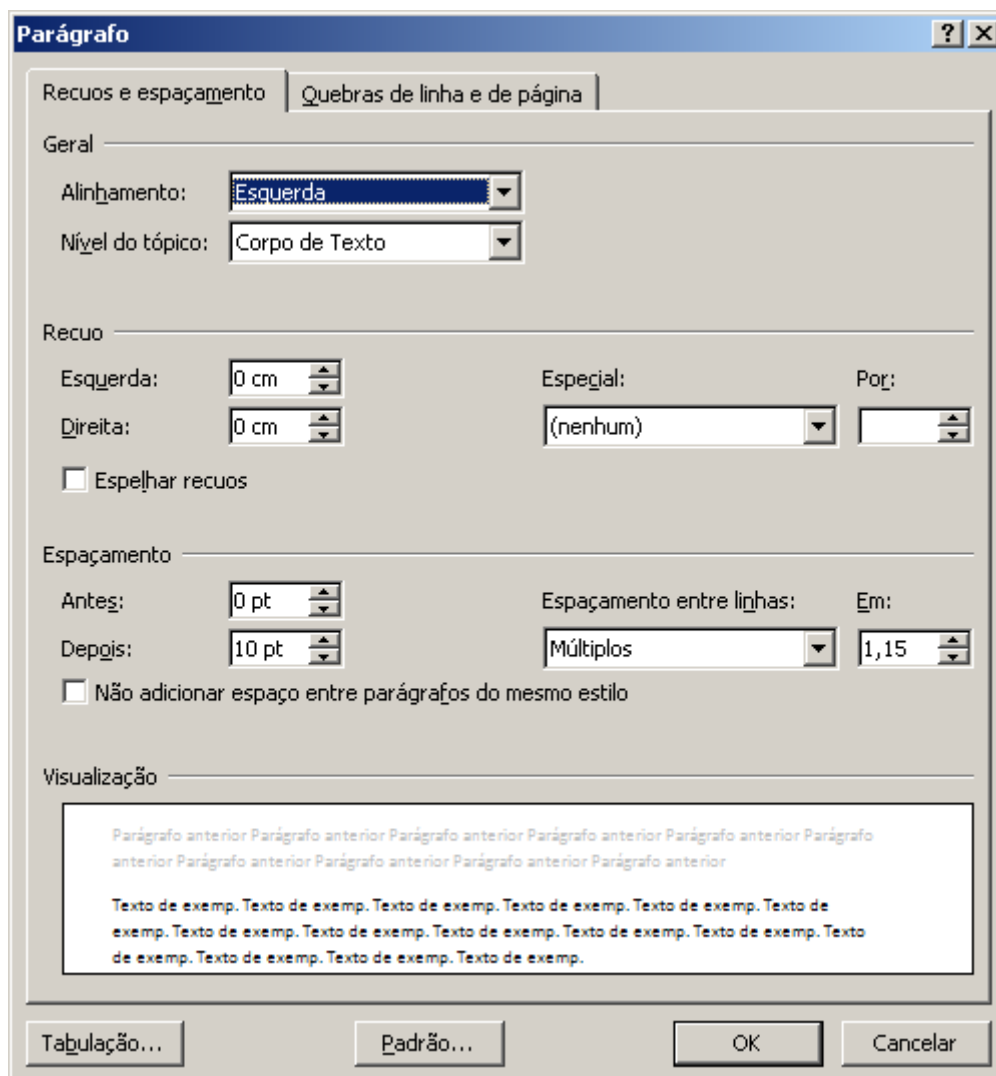 Parágrafo
Recuos e espaçamento Quebras de linha e de página
Geral
Alinhamento: Esquerda
Nível do tópico: Corpo de Texto
Recuo
Esquerda: 0 cm Especial: Por:
Direita: 0 cm (nenhum)
Espelhar recuos
Espaçamento
Antes: 0 pt Espaçamento entre linhas: Em:
Depois: 10 pt Múltiplos 1,15
Não adicionar espaço entre parágrafos do mesmo estilo
Visualização
Parágrafo anterior Parágrafo anterior Parágrafo anterior Parágrafo anterior Parágrafo anterior Parágrafo
anterior Parágrafo anterior Parágrafo anterior Parágrafo anterior Parágrafo anterior
Texto de exemp. Texto de exemp. Texto de exemp. Texto de exemp. Texto de exemp. Texto de
exemp. Texto de exemp. Texto de exemp. Texto de exemp. Texto de exemp. Texto de exemp. Texto
de exemp. Texto de exemp. Texto de exemp. Texto de exemp.
Tabulação... Padrão... OK Cancelar